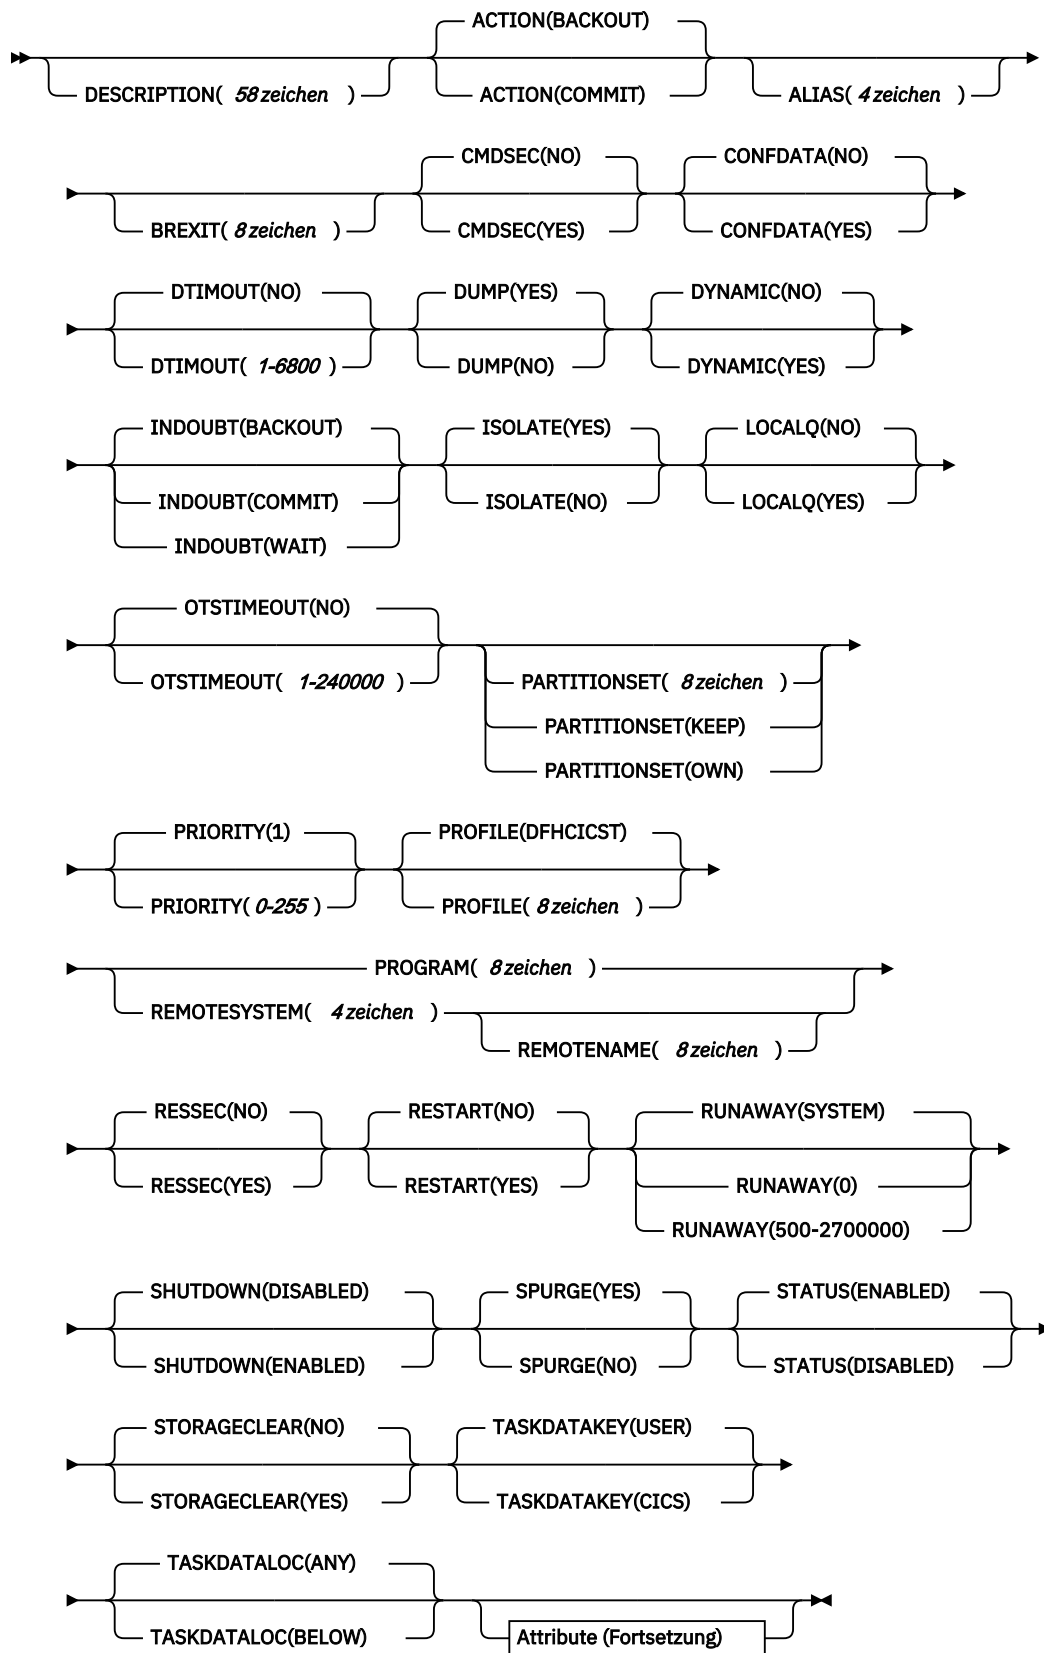 ACTION(BACKOUT)
DESCRIPTION( 58 zeichen ) ACTION(COMMIT) ALIAS( 4 zeichen )
CMDSEC(NO) CONFDATA(NO)
BREXIT( 8 zeichen ) CMDSEC(YES) CONFDATA(YES)
DTIMOUT(NO) DUMP(YES) DYNAMIC(NO)
DTIMOUT( 1-6800 ) DUMP(NO) DYNAMIC(YES)
INDOUBT(BACKOUT) ISOLATE(YES) LOCALQ(NO)
INDOUBT(COMMIT) ISOLATE(NO) LOCALQ(YES)
INDOUBT(WAIT)
OTSTIMEOUT(NO)
OTSTIMEOUT( 1-240000 ) PARTITIONSET( 8 zeichen )
PARTITIONSET(KEEP)
PARTITIONSET(OWN)
PRIORITY(1) PROFILE(DFHCICST)
PRIORITY( 0-255 ) PROFILE( 8 zeichen )
PROGRAM( 8 zeichen )
REMOTESYSTEM( 4 zeichen )
REMOTENAME( 8 zeichen )
RESSEC(NO) RESTART(NO) RUNAWAY(SYSTEM)
RESSEC(YES) RESTART(YES) RUNAWAY(0)
RUNAWAY(500-2700000)
SHUTDOWN(DISABLED) SPURGE(YES) STATUS(ENABLED)
SHUTDOWN(ENABLED) SPURGE(NO) STATUS(DISABLED)
STORAGECLEAR(NO) TASKDATAKEY(USER)
STORAGECLEAR(YES) TASKDATAKEY(CICS)
TASKDATALOC(ANY)
TASKDATALOC(BELOW) Attribute (Fortsetzung)